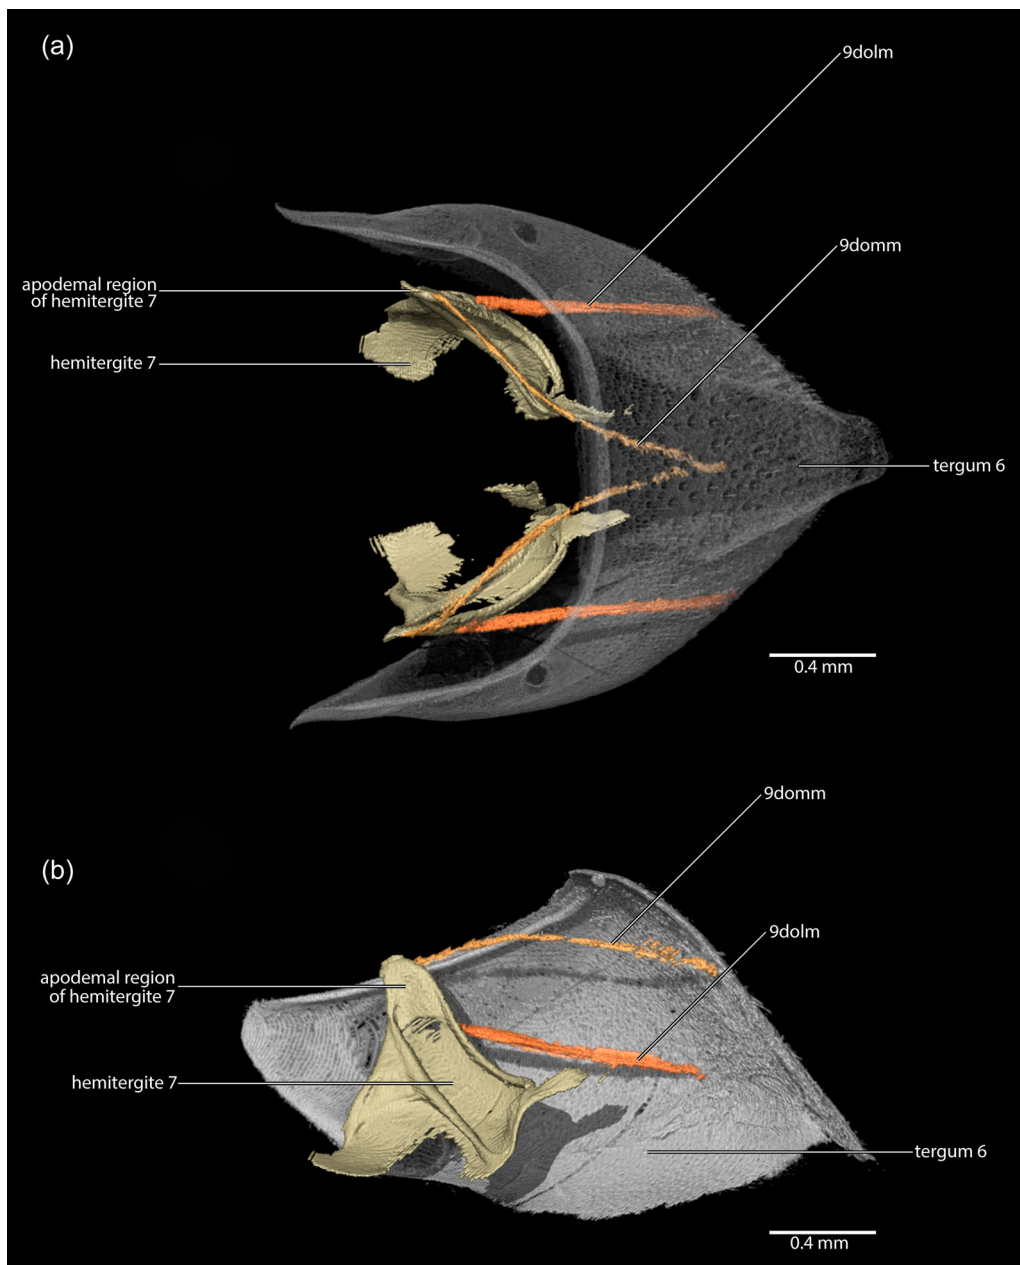 (a)
9dolm
9domm
apodemal region
of hemitergite 7
hemitergite 7
tergum 6
0.4 mm
9domm
(b)
9dolm
apodemal region
of hemitergite 7
hemitergite 7
tergum 6
0.4 mm